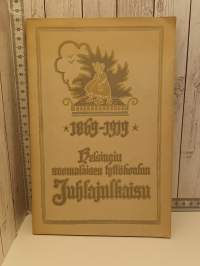 * 1869-1919 *
Helsingin
suomalaisen tyttökoulun
Juhlajulkaisu